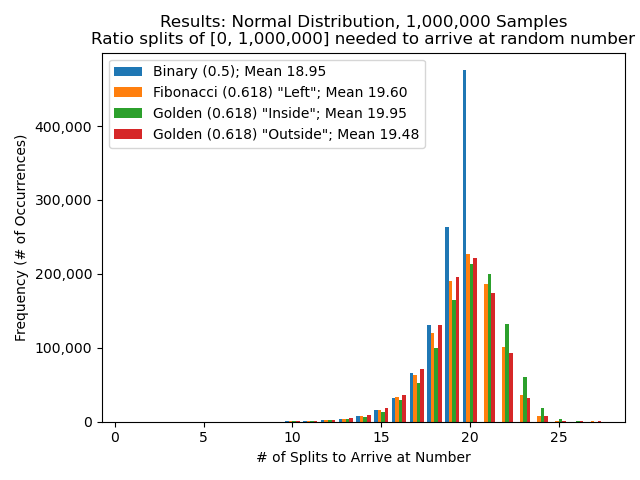 Results: Normal Distribution, 1,000,000 Samples
Ratio splits of [0, 1,000,000] needed to arrive at random number
Binary (0.5); Mean 18.95
Fibonacci (0.618) "Left"; Mean 19.60
Golden (0.618) "Inside"; Mean 19.95
Golden (0.618) "Outside"; Mean 19.48
Frequency (# of Occurrences)
400,000
300,000
200,000
100,000
0
0 5 10 15 20 25
# of Splits to Arrive at Number